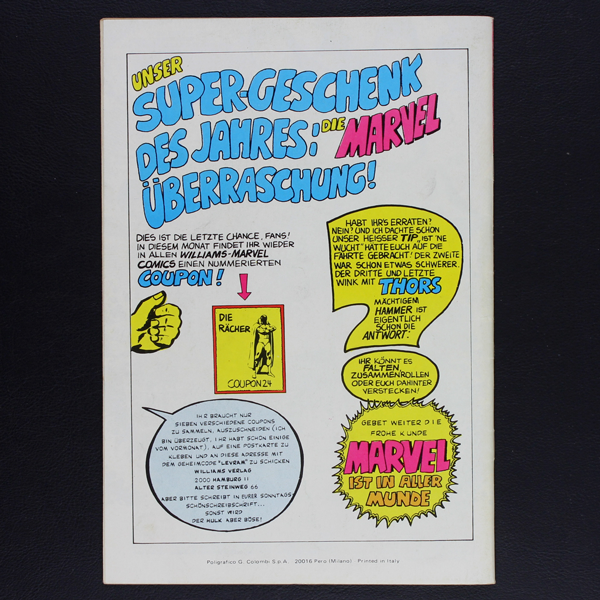 UNSER
SUPER-GESCHENK
DES JAHRES: DIE MARVEL
ÜBERRASCHUNG!
DIES IST DIE LETZTE CHANCE, FANS!
IN DIESEM MONAT FINDET IHR WIEDER
IN ALLEN WILLIAMS-MARVEL
COMICS EINEN NUMMERIERTEN
COUPON!
DIE
RÄCHER
COUPON 24
IHR BRAUCHT NUR
SIEBEN VERSCHIEDENE COUPONS
ZU SAMMELN, AUSZUSCHNEIDEN (ICH
BIN ÜBERZEUGT, IHR HABT SCHON EINIGE
VOM VORMONAT), AUF EINE POSTKARTE ZU
KLEBEN UND AN DIESE ADRESSE MIT
DEM GEHEIMCODE "LEVRAM" ZU SCHICKEN
WILLIAMS VERLAG
2000 HAMBURG 11
ALTER STEINWEG 66
ABER BITTE SCHREIBT IN EURER SONNTAGS
SCHÖNSCHREIBSCHRIFT...
SONST WIRD
DER HULK ABER BÖSE!
HABT IHR'S ERRATEN?
NEIN? UND ICH DACHTE SCHON
UNSER HEISSER TIP, IST 'NE
WUCHT' HÄTTE EUCH AUF DIE
FÄHRTE GEBRACHT! DER ZWEITE
WAR SCHON ETWAS SCHWERER.
DER DRITTE UND LETZTE
WINK MIT THORS
MÄCHTIGEM
HAMMER IST
EIGENTLICH
SCHON DIE
ANTWORT:
IHR KÖNNT ES
FALTEN,
ZUSAMMENROLLEN
ODER EUCH DAHINTER
VERSTECKEN!
GEBET WEITER DIE
FROHE KUNDE
MARVEL
IST IN ALLER
MUNDE
Poligrafico G. Colombi S.p.A. 20016 Pero (Milano) Printed in Italy